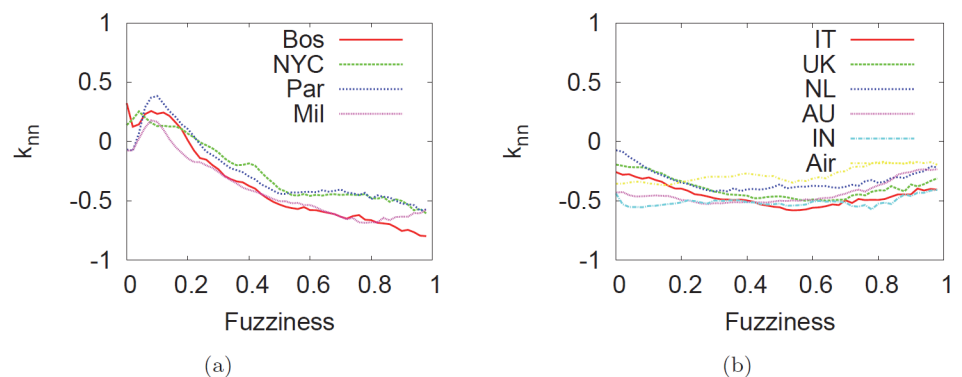 1
0.5
0
-0.5
-1
k_nn
Bos
NYC
Par
Mil
0 0.2 0.4 0.6 0.8 1
Fuzziness
(a)
1
0.5
0
-0.5
-1
k_nn
IT
UK
NL
AU
IN
Air
0 0.2 0.4 0.6 0.8 1
Fuzziness
(b)